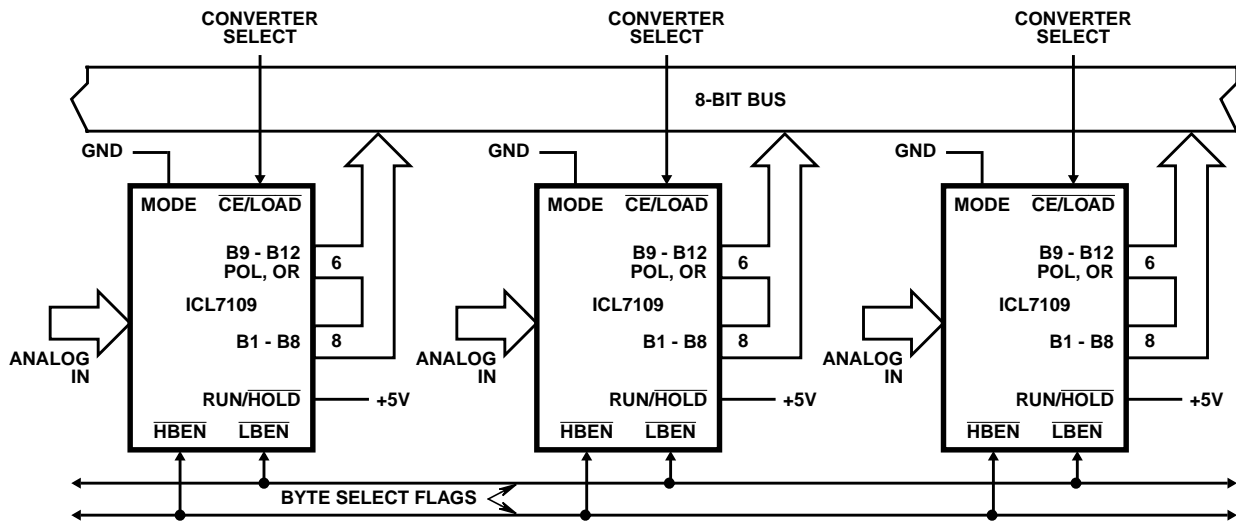 CONVERTER
SELECT
CONVERTER
SELECT
CONVERTER
SELECT
8-BIT BUS
GND
MODE
CE/LOAD
B9 - B12
POL, OR
6
ICL7109
B1 - B8
8
ANALOG
IN
RUN/HOLD
+5V
HBEN
LBEN
GND
MODE
CE/LOAD
B9 - B12
POL, OR
6
ICL7109
B1 - B8
8
ANALOG
IN
RUN/HOLD
+5V
HBEN
LBEN
GND
MODE
CE/LOAD
B9 - B12
POL, OR
6
ICL7109
B1 - B8
8
ANALOG
IN
RUN/HOLD
+5V
HBEN
LBEN
BYTE SELECT FLAGS